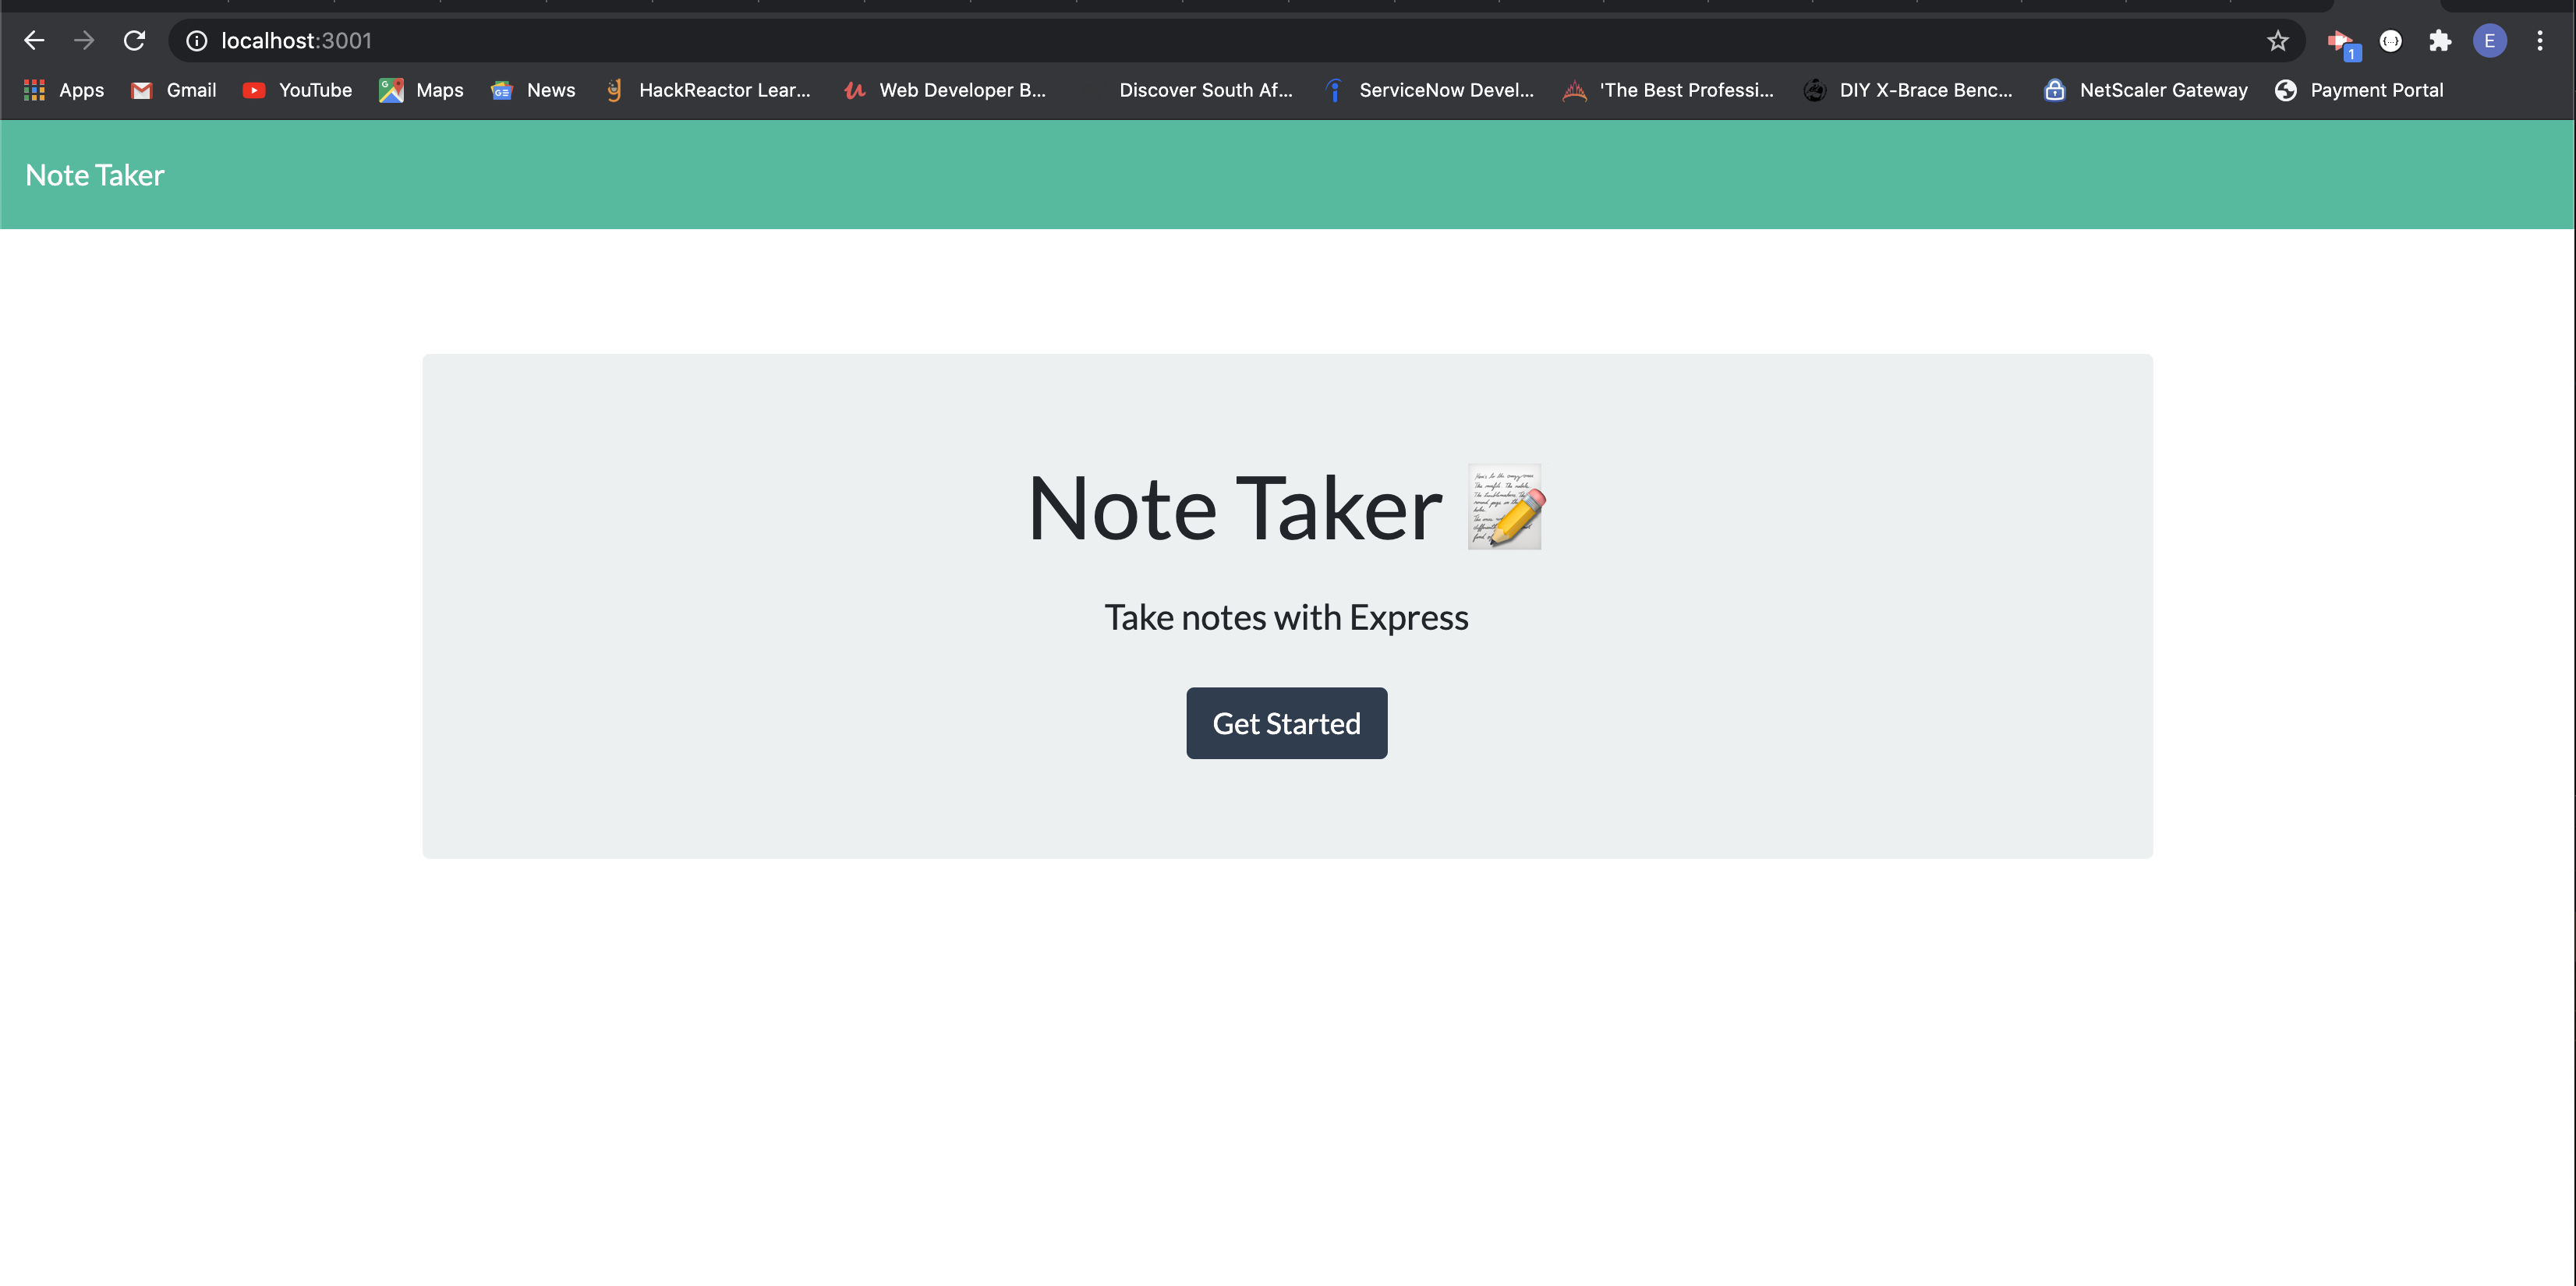 localhost:3001
1
E
Apps Gmail YouTube Maps News HackReactor Lear... Web Developer B... Discover South Af... ServiceNow Devel... 'The Best Professi... DIY X-Brace Benc... NetScaler Gateway Payment Portal
Note Taker
Note Taker
Take notes with Express
Get Started